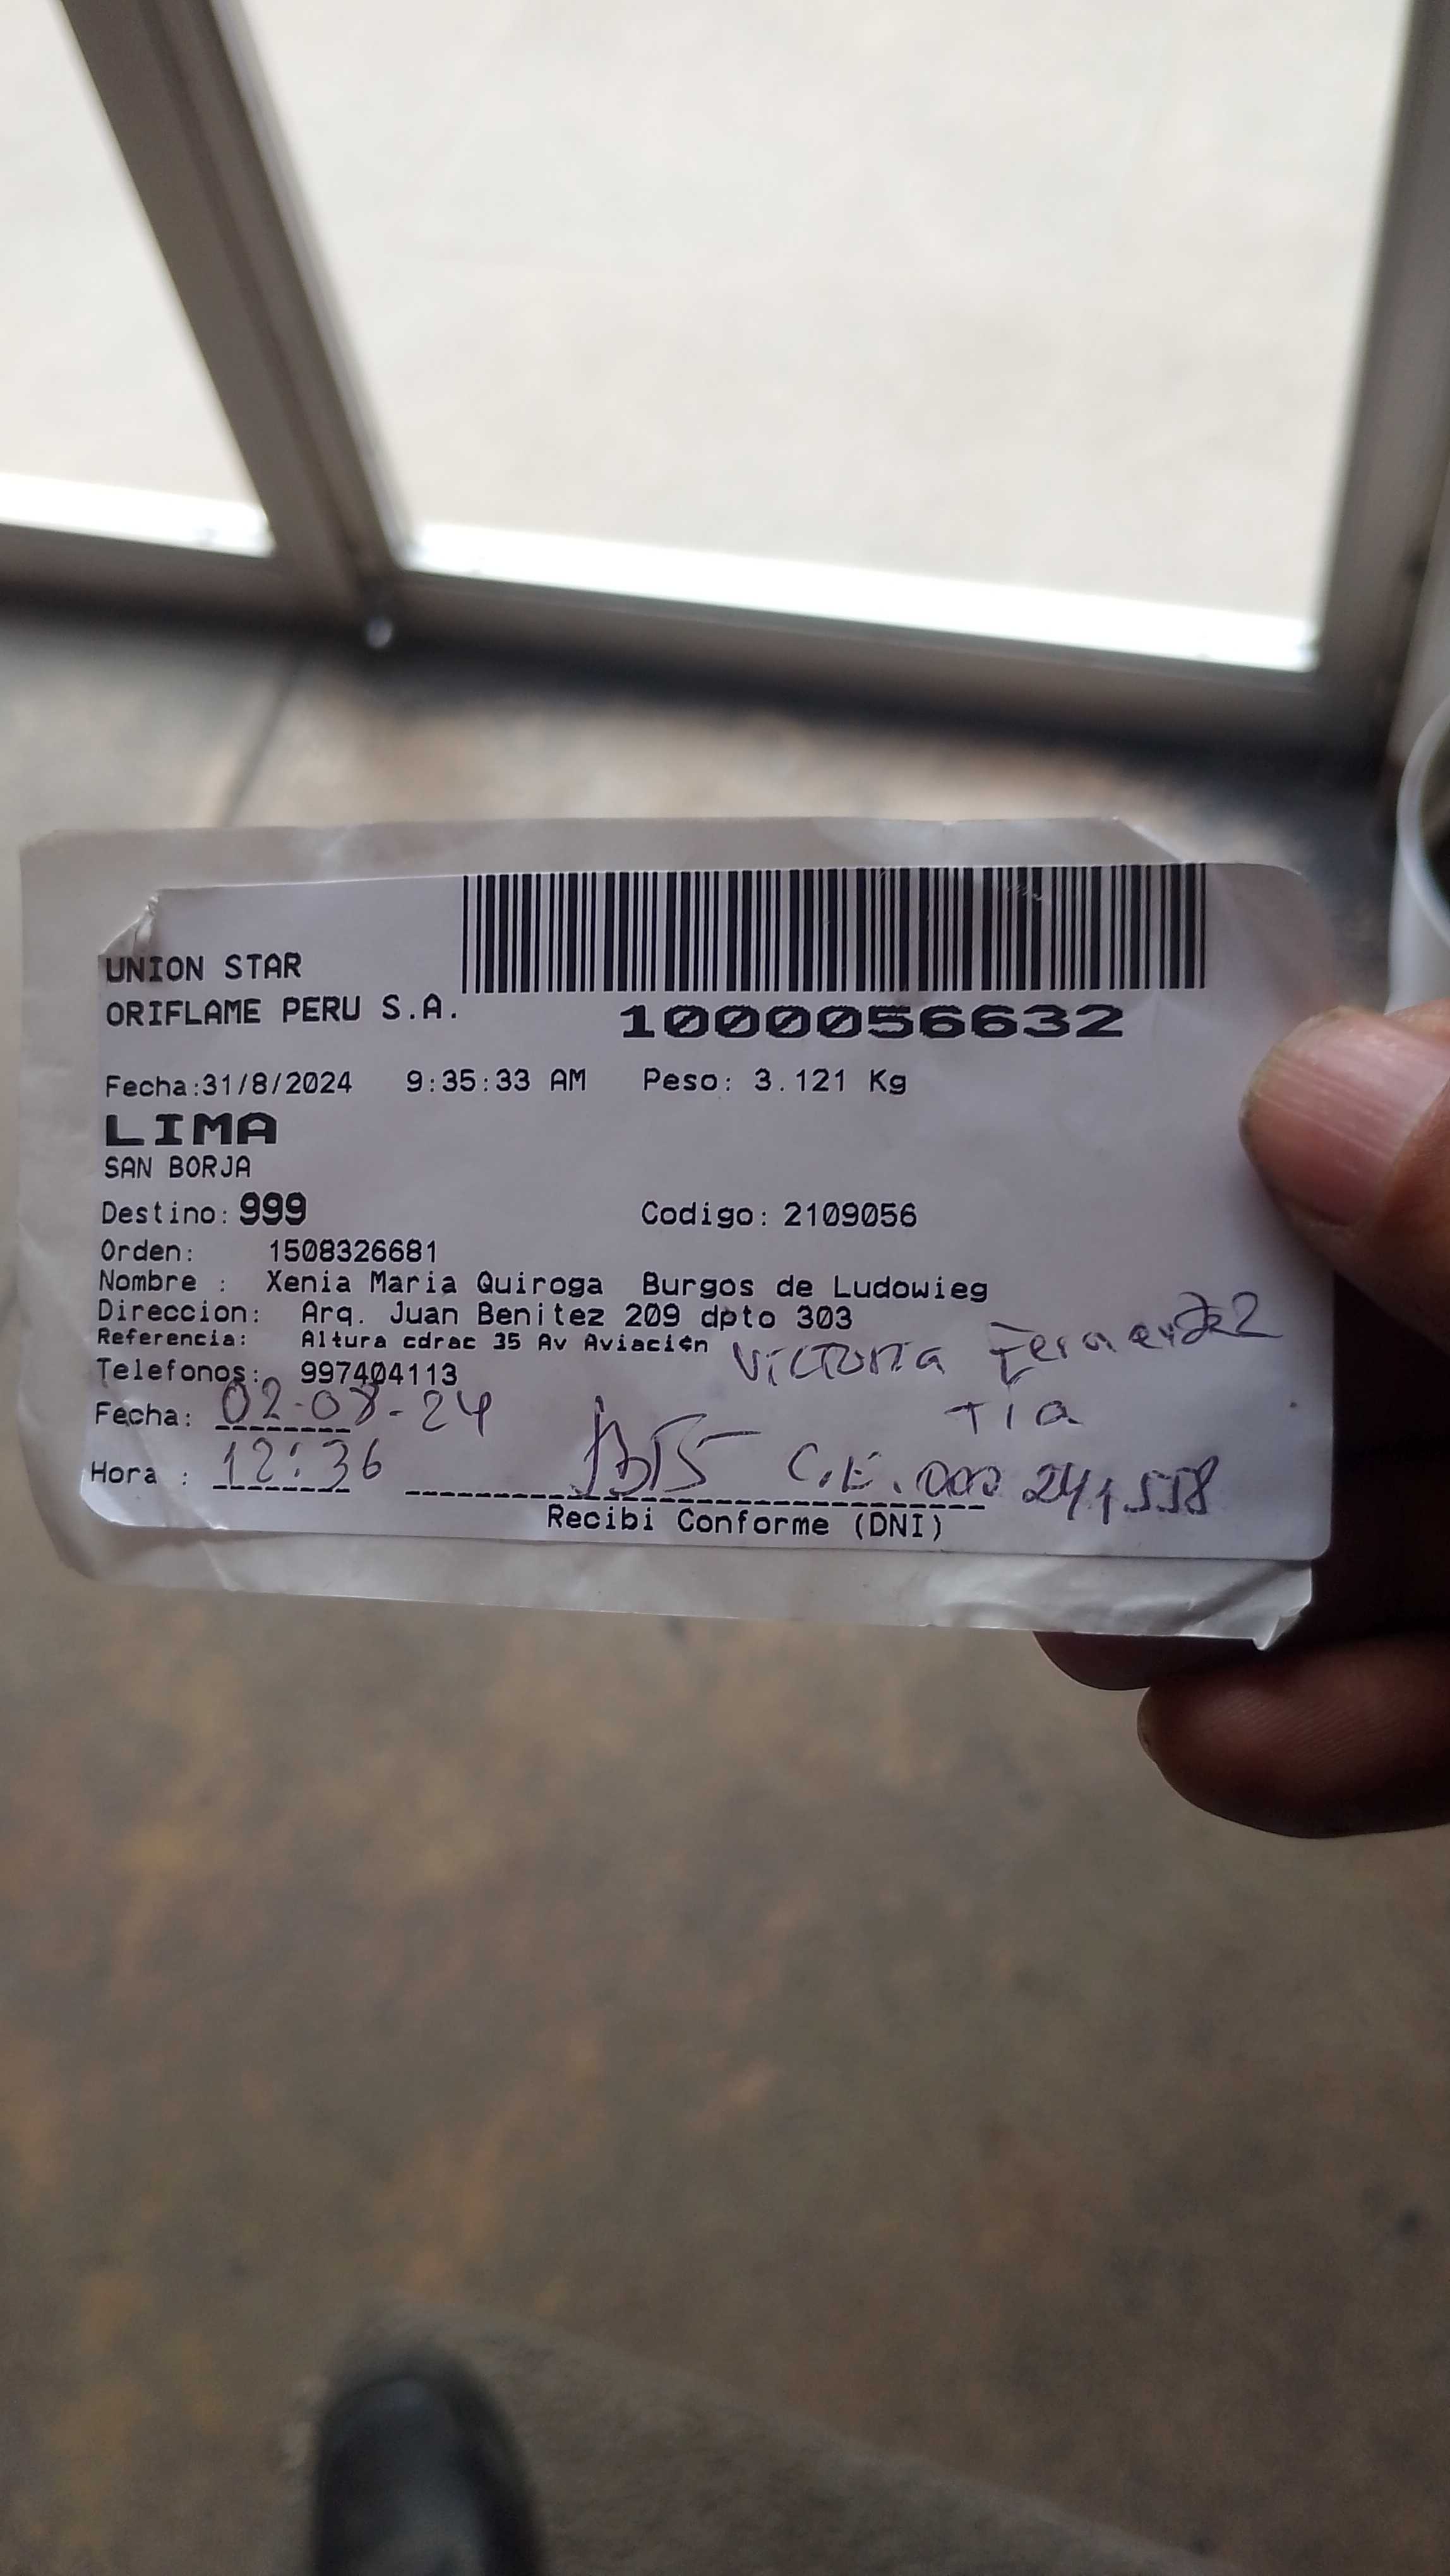 UNION STAR
ORIFLAME PERU S.A.
1000056632
Fecha:31/8/2024 9:35:33 AM Peso: 3.121 Kg
LIMA
SAN BORJA
Destino: 999 Codigo: 2109056
Orden: 1508326681
Nombre : Xenia Maria Quiroga Burgos de Ludowieg
Direccion: Arq. Juan Benitez 209 dpto 303
Referencia: Altura cdrac 35 Av Aviación
Victoria Fernandez
Telefonos: 997404113
Fecha: 02-08-24 Tia
Hora : 12:36 C.E. 000 241558
Recibi Conforme (DNI)